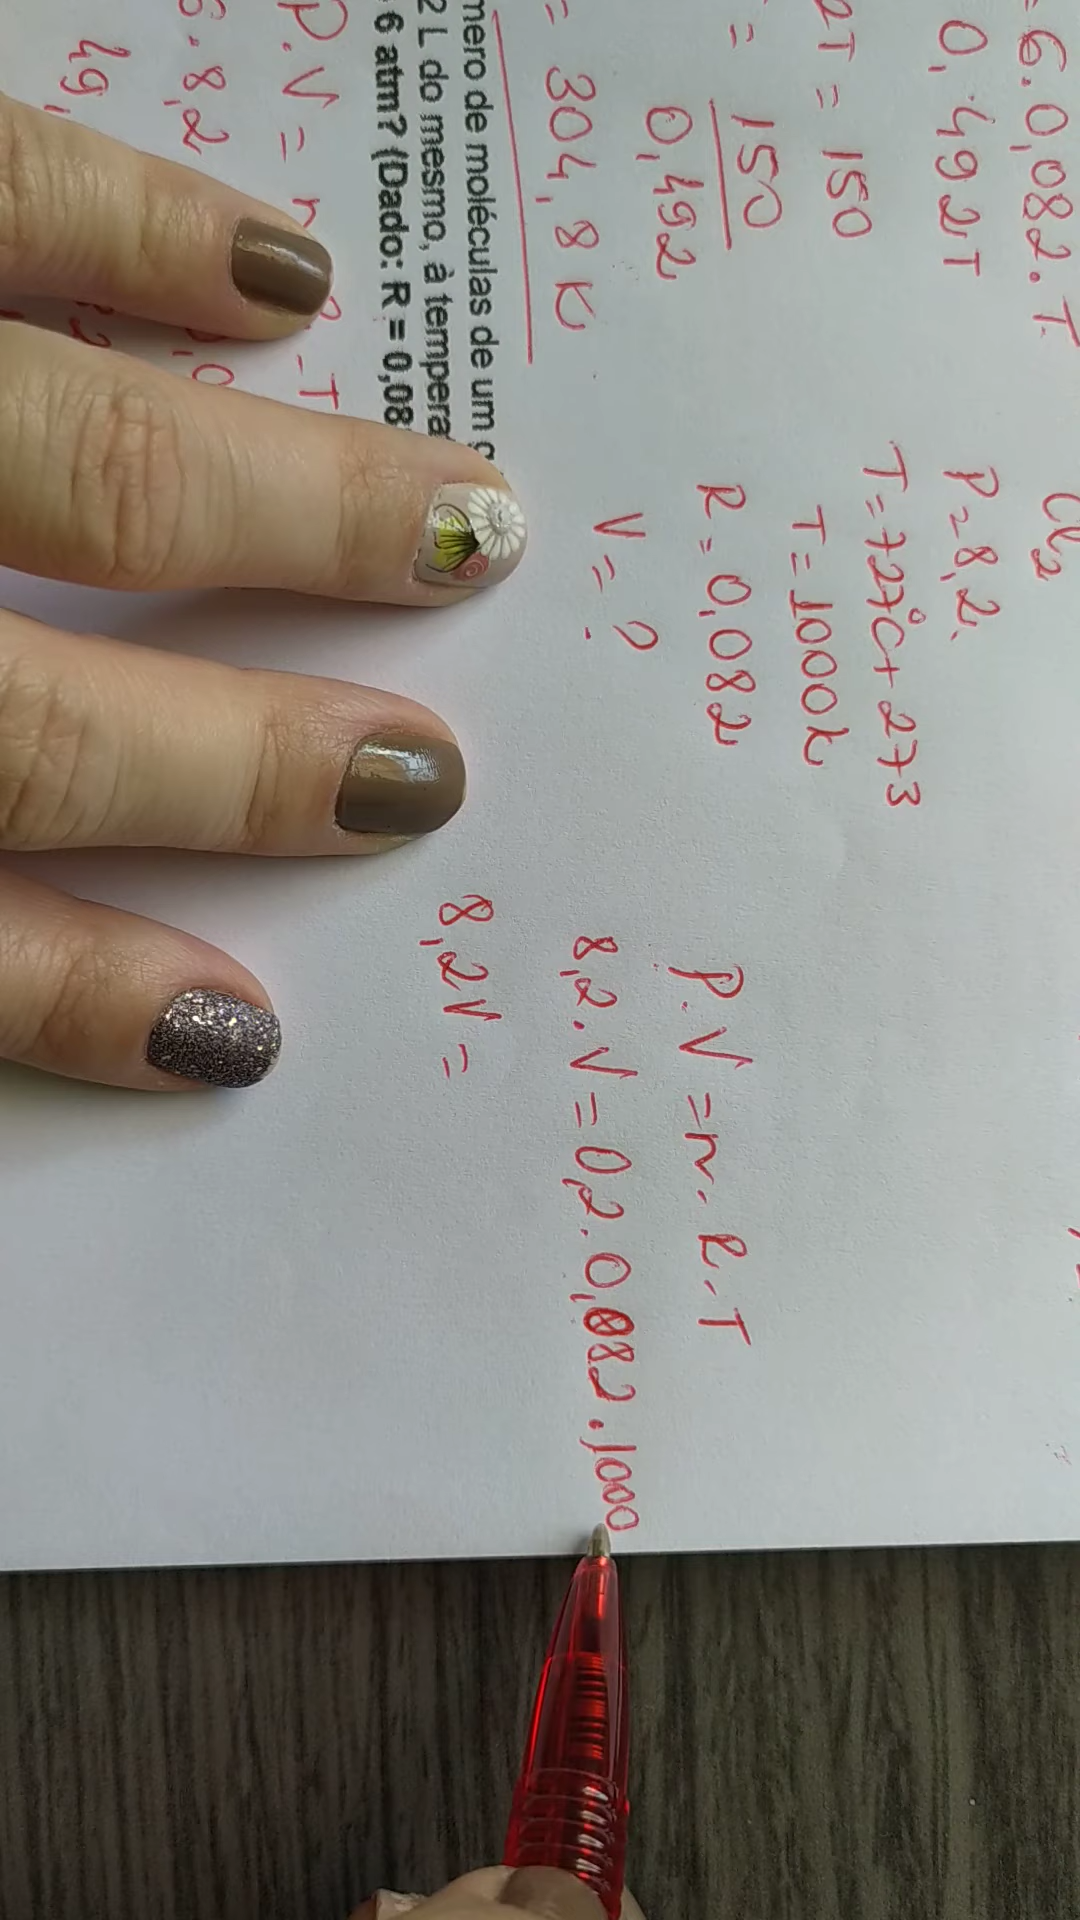 = 6.0,082.T
0,492T
2T = 150
= 150
0,492
= 304,8 K
Cl2
P = 8,2
T = 727°C + 273
T = 1000k
R = 0,082
V = ?
P.V = n.R.T
8,2.V = 0,2.0,082.1000
8,2V =
mero de moléculas de um g
2 L do mesmo, à tempera
6 atm? (Dado: R = 0,08
P.V = n
-T
6.8,2
49,